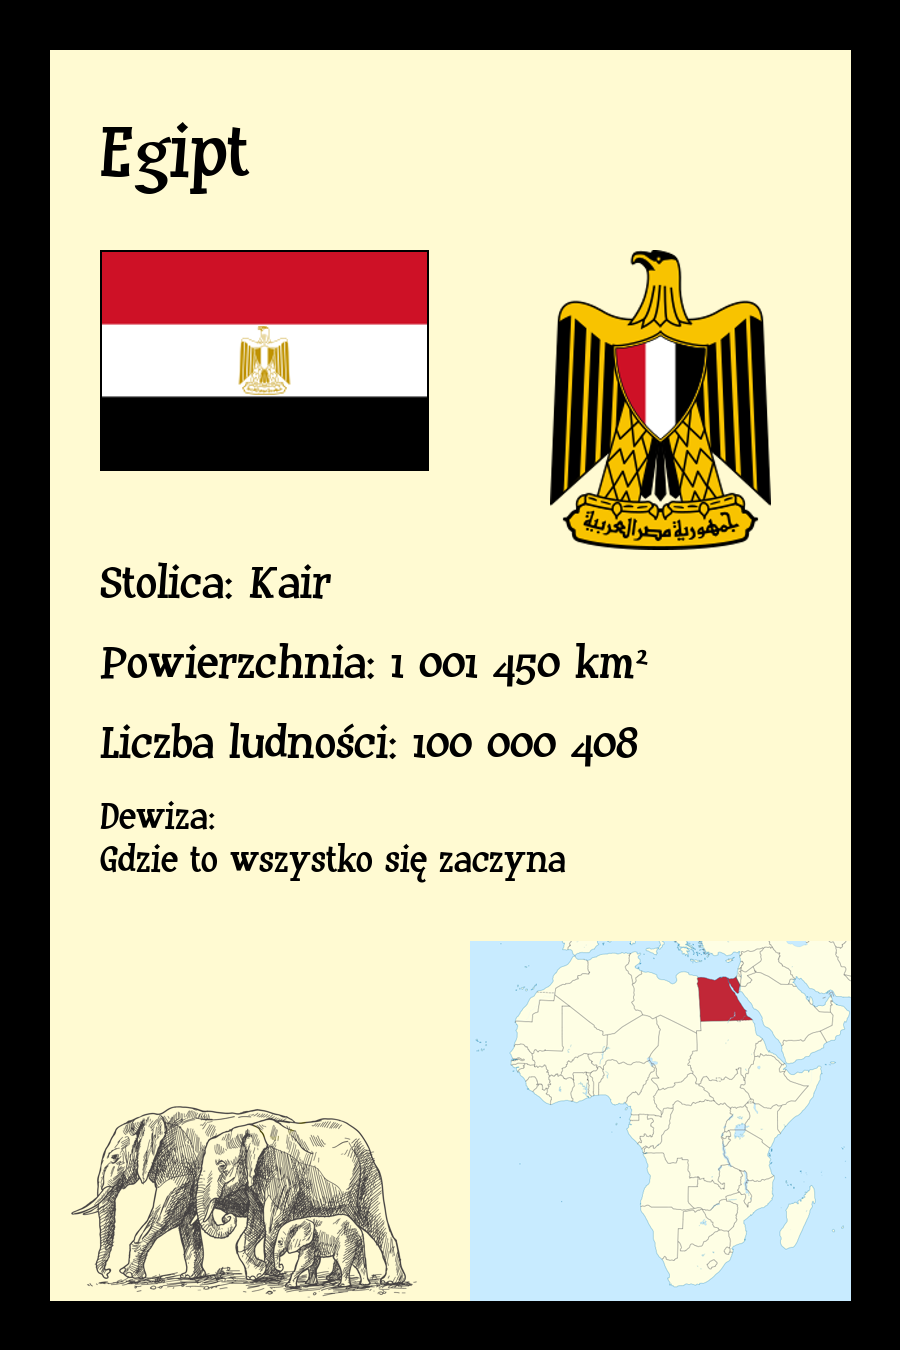 Egipt
جمهورية مصر العربية
Stolica: Kair
Powierzchnia: 1 001 450 km²
Liczba ludności: 100 000 408
Dewiza:
Gdzie to wszystko się zaczyna